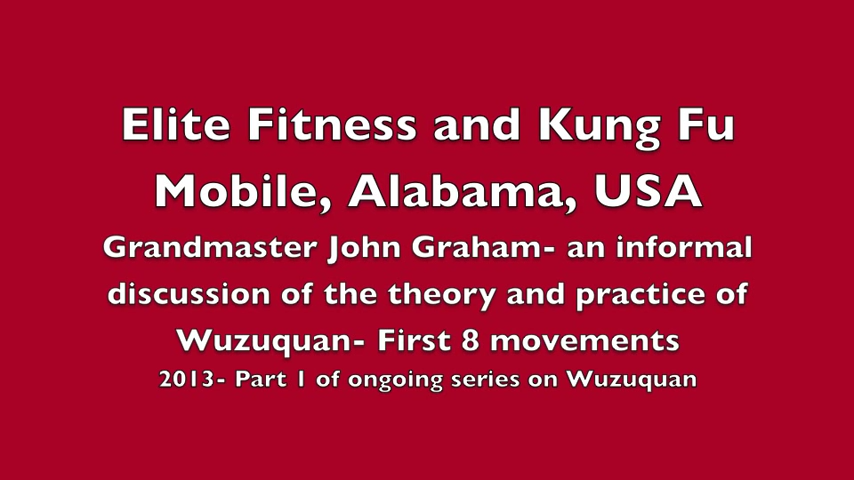 Elite Fitness and Kung Fu
Mobile, Alabama, USA
Grandmaster John Graham- an informal
discussion of the theory and practice of
Wuzuquan- First 8 movements
2013- Part 1 of ongoing series on Wuzuquan